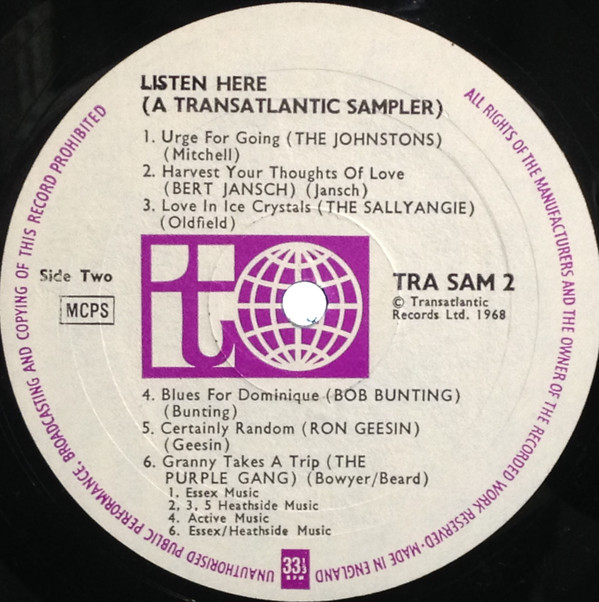 LISTEN HERE
(A TRANSATLANTIC SAMPLER)
1. Urge For Going (THE JOHNSTONS)
(Mitchell)
2. Harvest Your Thoughts Of Love
(BERT JANSCH) (Jansch)
3. Love In Ice Crystals (THE SALLYANGIE)
(Oldfield)
Side Two
MCPS
t
TRA SAM 2
© Transatlantic
Records Ltd. 1968
4. Blues For Dominique (BOB BUNTING)
(Bunting)
5. Certainly Random (RON GEESIN)
(Geesin)
6. Granny Takes A Trip (THE
PURPLE GANG) (Bowyer/Beard)
1. Essex Music
2, 3, 5 Heathside Music
4. Active Music
6. Essex/Heathside Music
33⅓
RPM
ALL RIGHTS OF THE MANUFACTURERS AND THE OWNER OF THE RECORDED WORK RESERVED-MADE IN ENGLAND
UNAUTHORISED PUBLIC PERFORMANCE, BROADCASTING AND COPYING OF THIS RECORD PROHIBITED